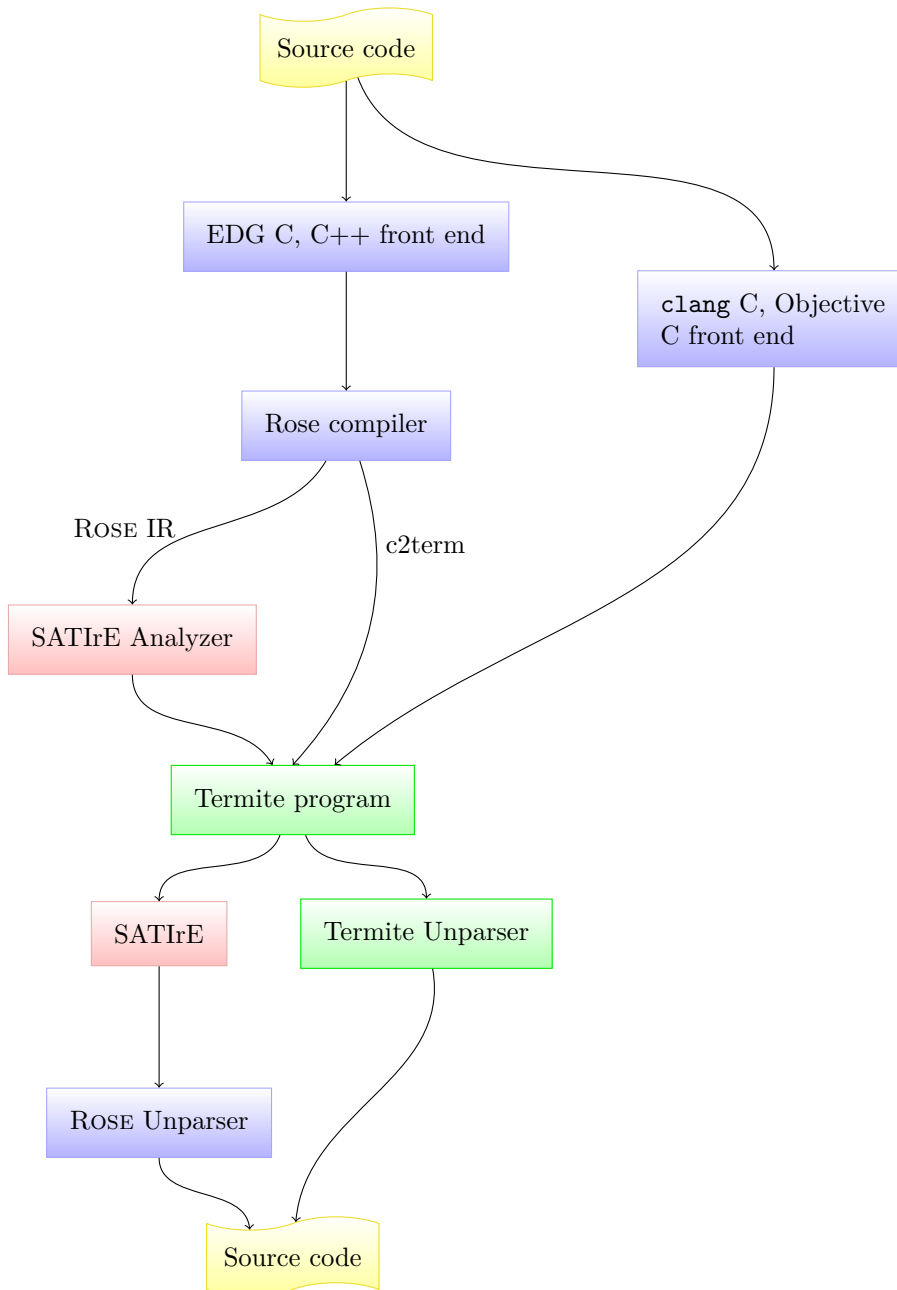 Source code
EDG C, C++ front end
clang C, Objective
C front end
Rose compiler
ROSE IR
c2term
SATIrE Analyzer
Termite program
SATIrE
Termite Unparser
ROSE Unparser
Source code